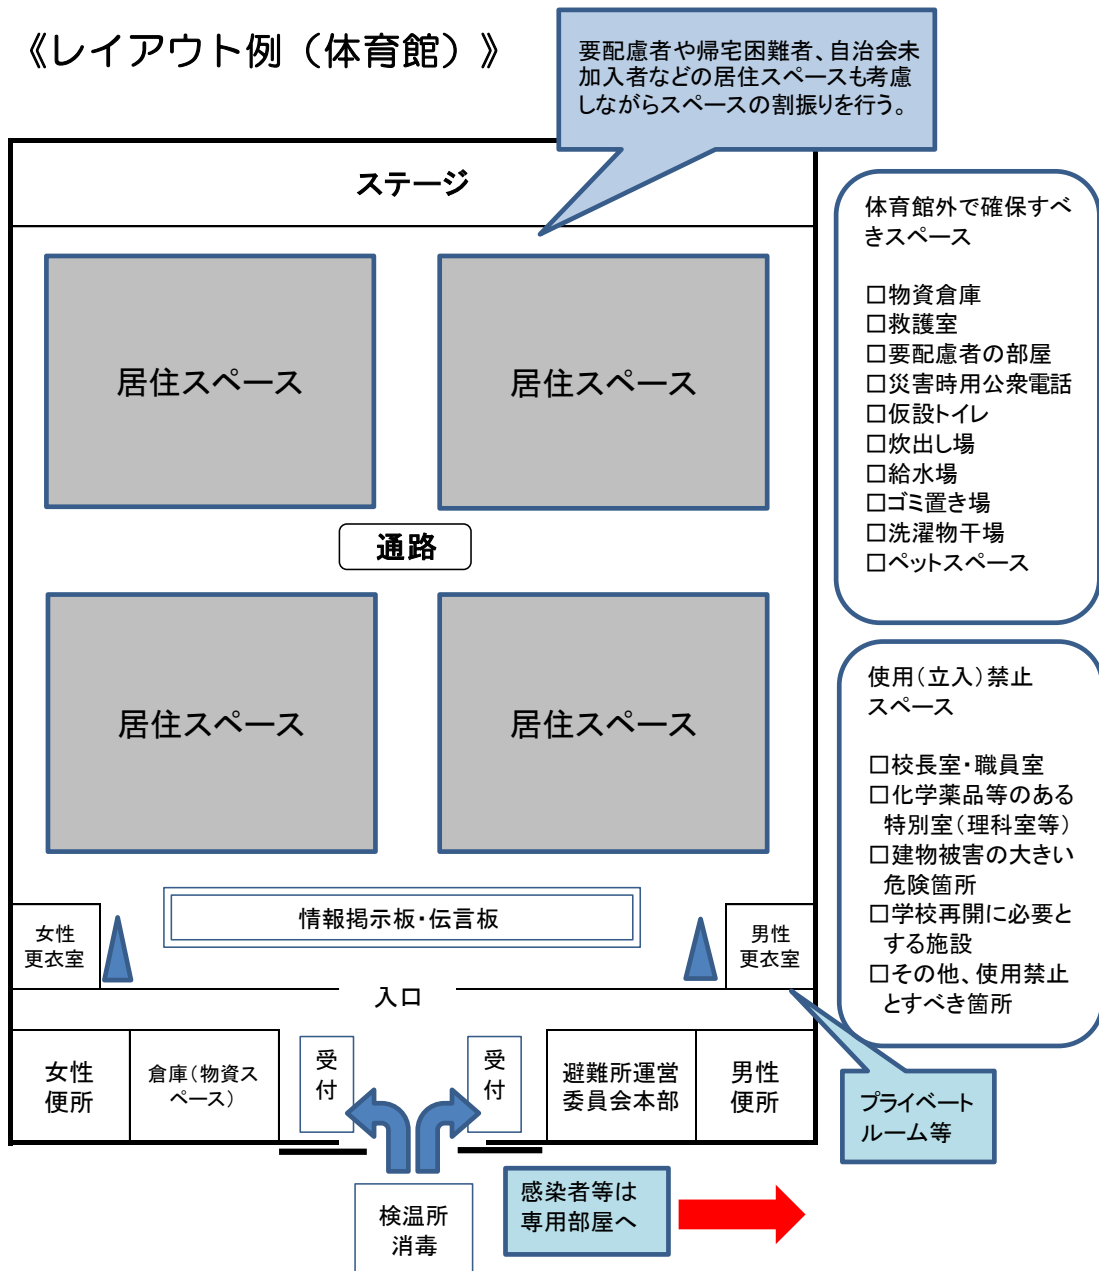 《レイアウト例（体育館）》
要配慮者や帰宅困難者、自治会未
加入者などの居住スペースも考慮
しながらスペースの割振りを行う。
ステージ
居住スペース
居住スペース
通路
居住スペース
居住スペース
情報掲示板・伝言板
女性
更衣室
男性
更衣室
入口
女性
便所
倉庫（物資ス
ペース）
受
付
受
付
避難所運営
委員会本部
男性
便所
検温所
消毒
感染者等は
専用部屋へ
プライベート
ルーム等
体育館外で確保すべ
きスペース
□物資倉庫
□救護室
□要配慮者の部屋
□災害時用公衆電話
□仮設トイレ
□炊出し場
□給水場
□ゴミ置き場
□洗濯物干場
□ペットスペース
使用（立入）禁止
スペース
□校長室・職員室
□化学薬品等のある
特別室（理科室等）
□建物被害の大きい
危険箇所
□学校再開に必要と
する施設
□その他、使用禁止
とすべき箇所